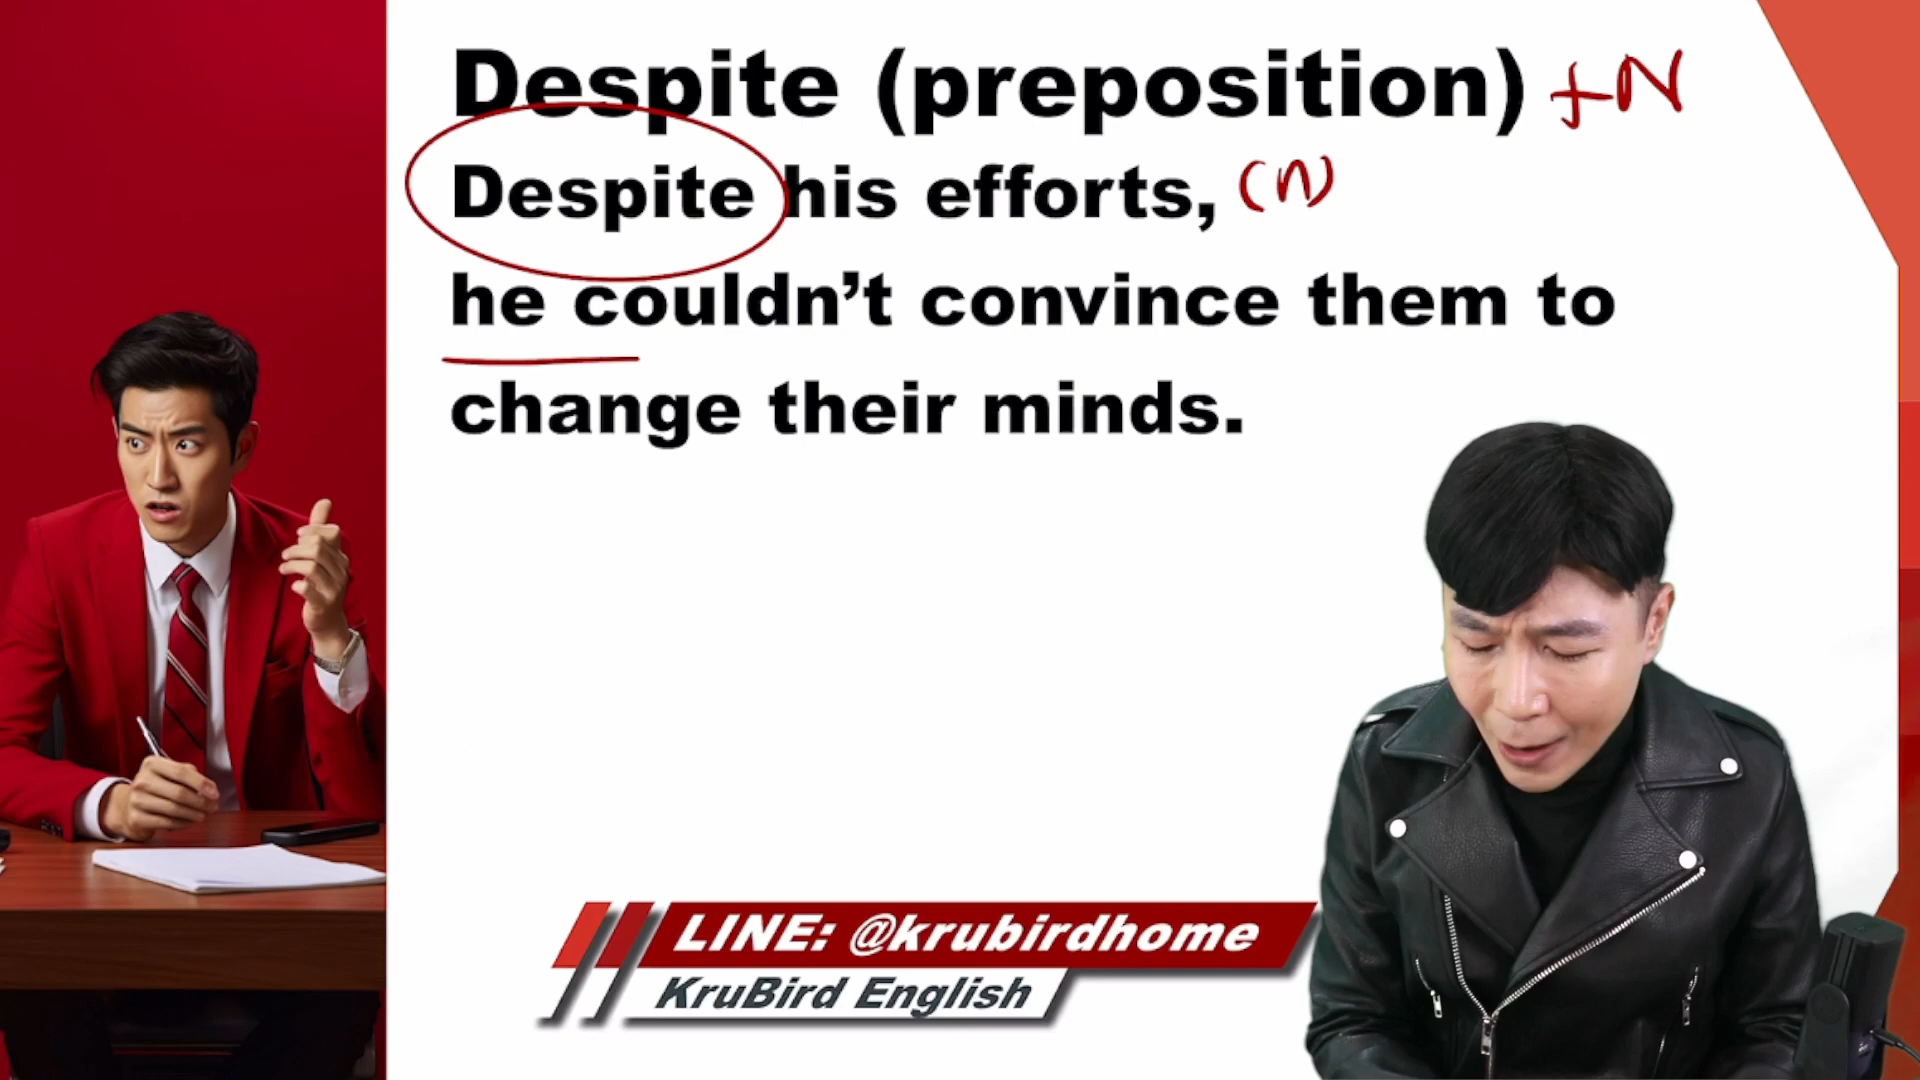 Despite (preposition) +N
Despite his efforts, (n)
he couldn’t convince them to
change their minds.
LINE: @krubirdhome
KruBird English